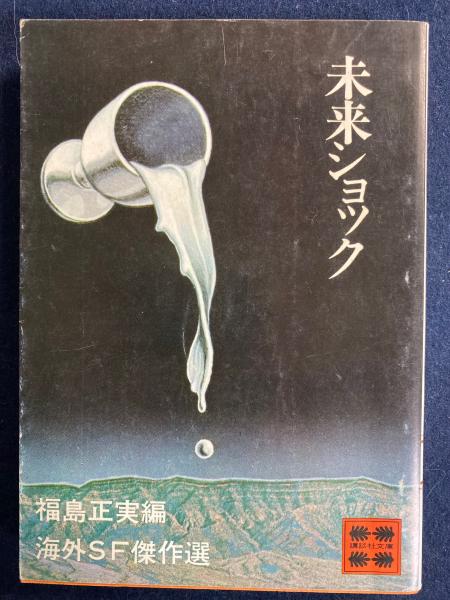 未来ショック
福島正実編
海外SF傑作選
講談社文庫